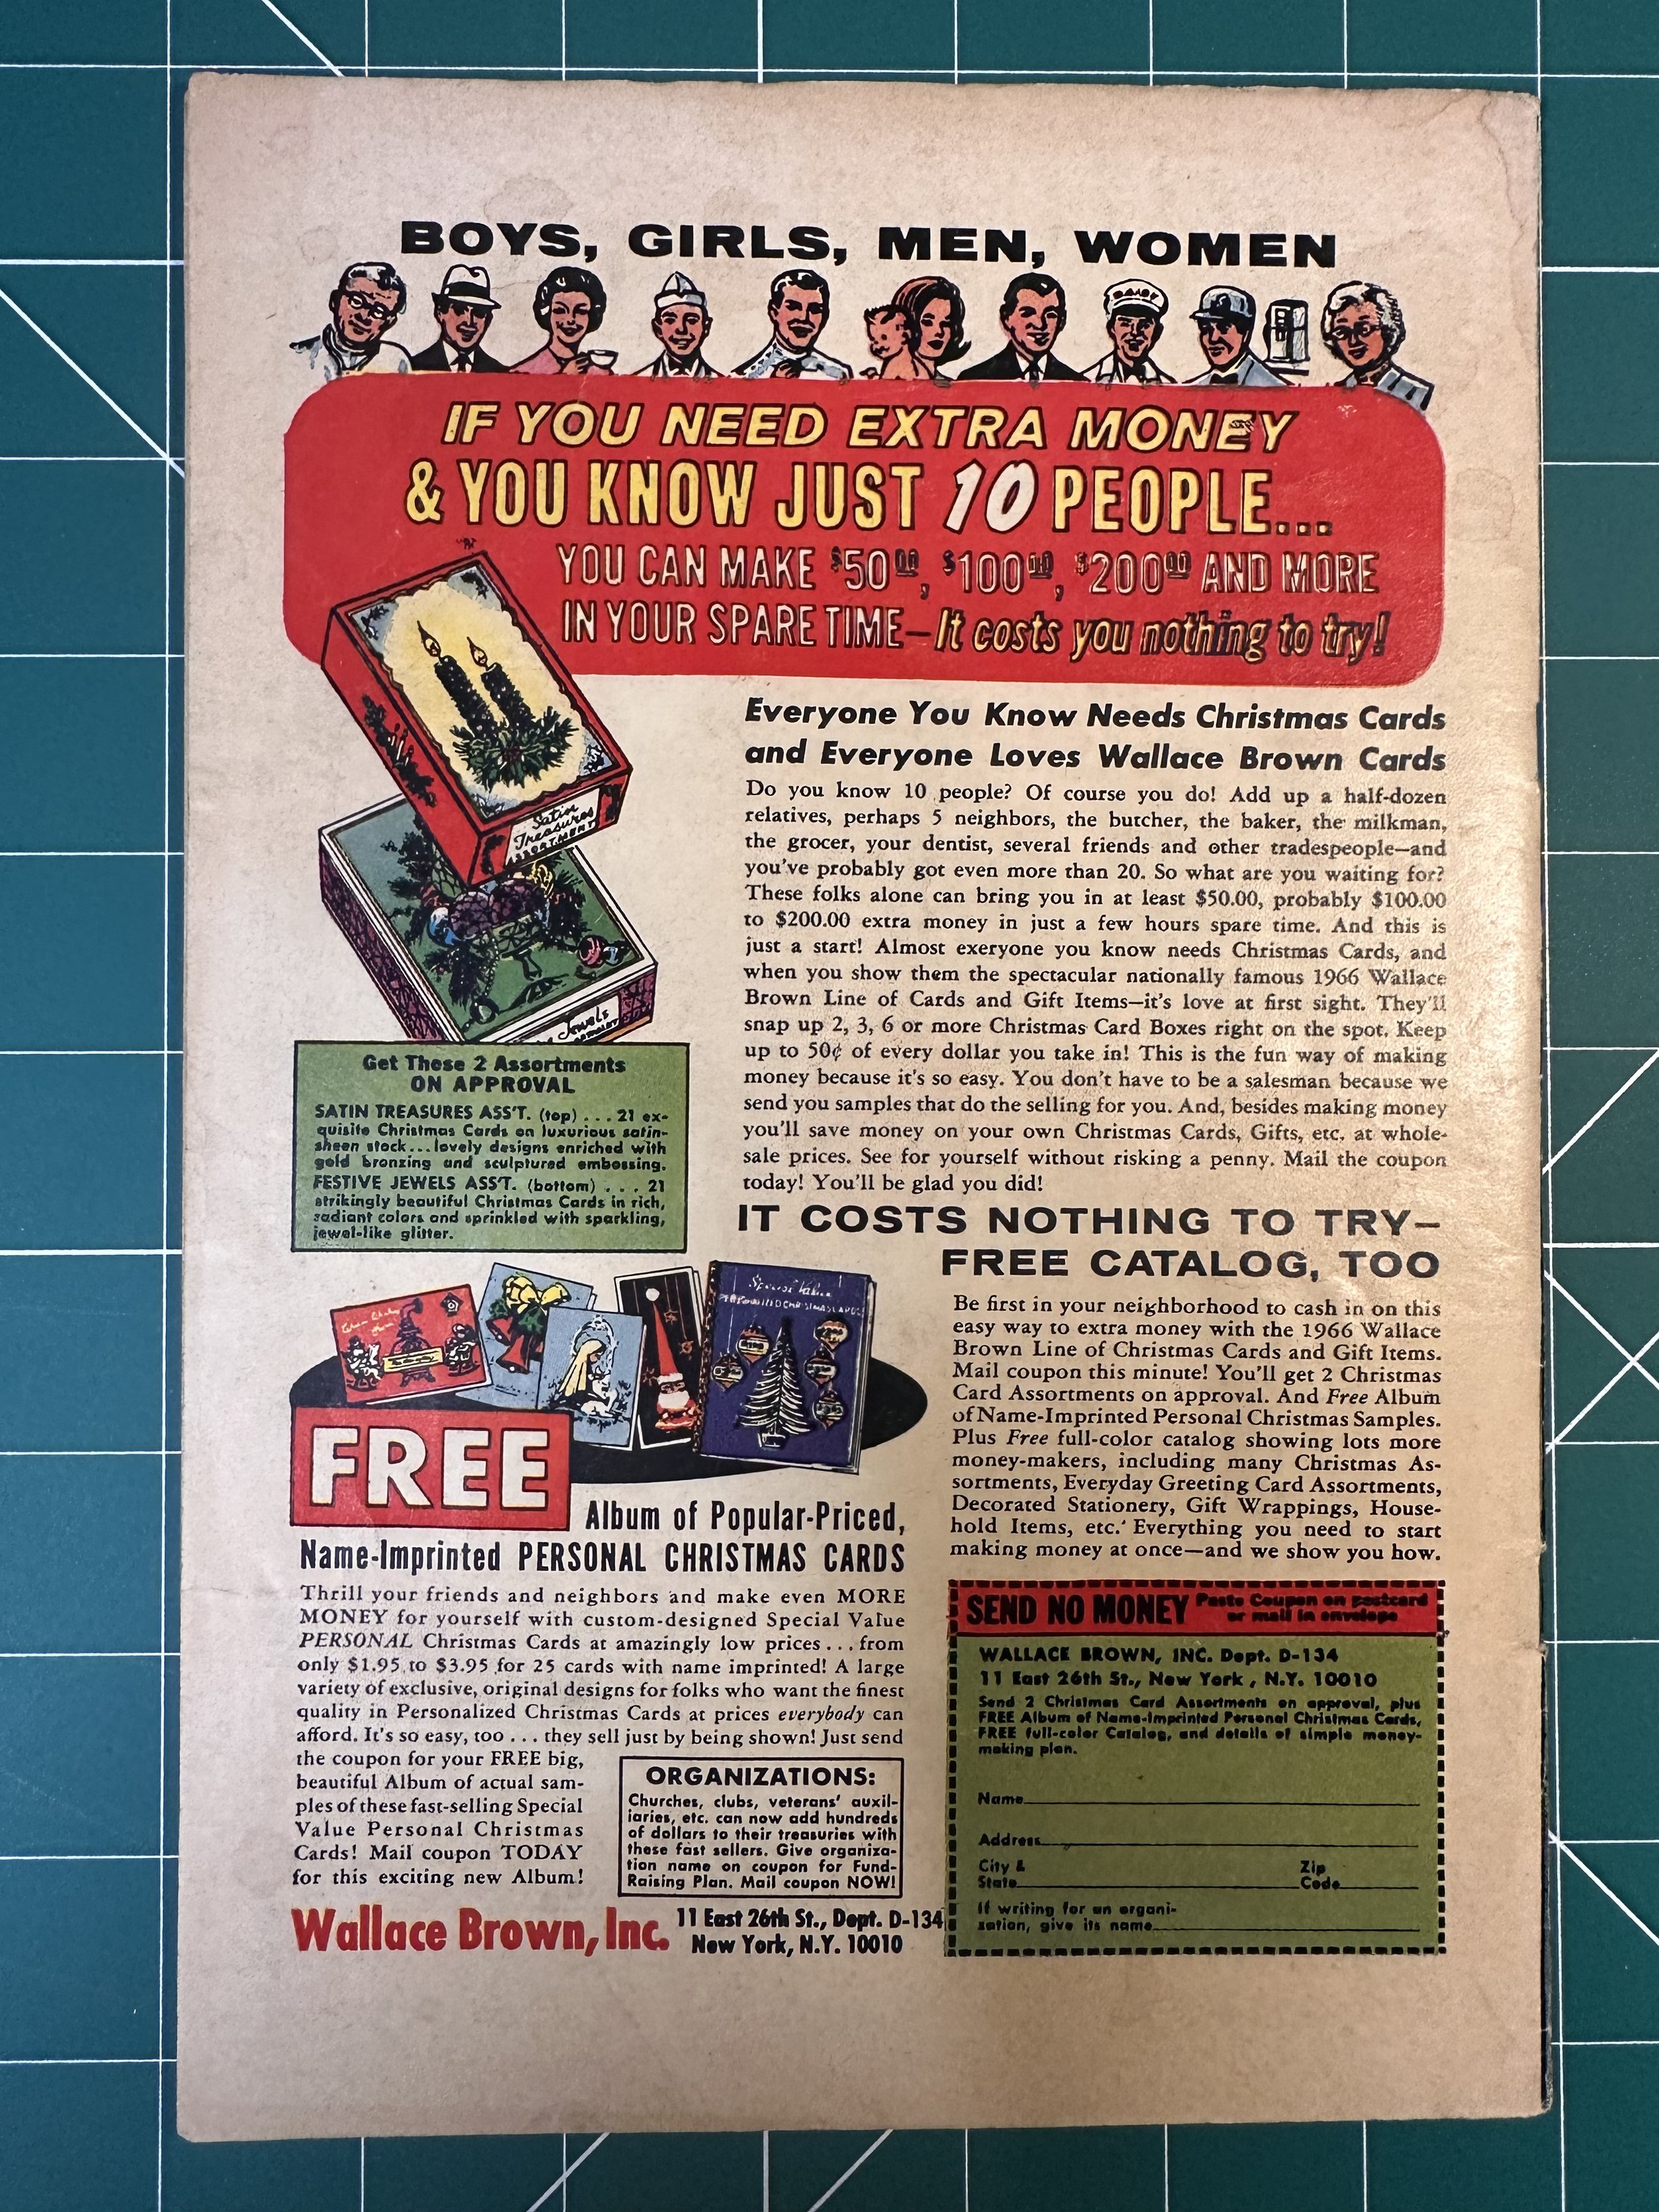 BOYS, GIRLS, MEN, WOMEN
DAIRY
IF YOU NEED EXTRA MONEY
& YOU KNOW JUST 10 PEOPLE...
YOU CAN MAKE $50.00, $100.00, $200.00 AND MORE
IN YOUR SPARE TIME—It costs you nothing to try!
Satin
Treasures
ASSORTMENT
Jewels
Everyone You Know Needs Christmas Cards
and Everyone Loves Wallace Brown Cards
Do you know 10 people? Of course you do! Add up a half-dozen
relatives, perhaps 5 neighbors, the butcher, the baker, the milkman,
the grocer, your dentist, several friends and other tradespeople—and
you've probably got even more than 20. So what are you waiting for?
These folks alone can bring you in at least $50.00, probably $100.00
to $200.00 extra money in just a few hours spare time. And this is
just a start! Almost exeryone you know needs Christmas Cards, and
when you show them the spectacular nationally famous 1966 Wallace
Brown Line of Cards and Gift Items—it's love at first sight. They'll
snap up 2, 3, 6 or more Christmas Card Boxes right on the spot. Keep
up to 50¢ of every dollar you take in! This is the fun way of making
money because it's so easy. You don't have to be a salesman because we
send you samples that do the selling for you. And, besides making money
you'll save money on your own Christmas Cards, Gifts, etc. at whole-
sale prices. See for yourself without risking a penny. Mail the coupon
today! You'll be glad you did!
Get These 2 Assortments
ON APPROVAL
SATIN TREASURES ASS'T. (top) . . . 21 ex-
quisite Christmas Cards on luxurious satin-
sheen stock...lovely designs enriched with
gold bronzing and sculptured embossing.
FESTIVE JEWELS ASS'T. (bottom) . . . 21
strikingly beautiful Christmas Cards in rich,
radiant colors and sprinkled with sparkling,
jewel-like glitter.
IT COSTS NOTHING TO TRY—
FREE CATALOG, TOO
Be first in your neighborhood to cash in on this
easy way to extra money with the 1966 Wallace
Brown Line of Christmas Cards and Gift Items.
Mail coupon this minute! You'll get 2 Christmas
Card Assortments on approval. And Free Album
of Name-Imprinted Personal Christmas Samples.
Plus Free full-color catalog showing lots more
money-makers, including many Christmas As-
sortments, Everyday Greeting Card Assortments,
Decorated Stationery, Gift Wrappings, House-
hold Items, etc. Everything you need to start
making money at once—and we show you how.
Special Value
PERSONALIZED CHRISTMAS CARDS
FREE
Album of Popular-Priced,
Name-Imprinted PERSONAL CHRISTMAS CARDS
Thrill your friends and neighbors and make even MORE
MONEY for yourself with custom-designed Special Value
PERSONAL Christmas Cards at amazingly low prices . . . from
only $1.95 to $3.95 for 25 cards with name imprinted! A large
variety of exclusive, original designs for folks who want the finest
quality in Personalized Christmas Cards at prices everybody can
afford. It's so easy, too . . . they sell just by being shown! Just send
the coupon for your FREE big,
beautiful Album of actual sam-
ples of these fast-selling Special
Value Personal Christmas
Cards! Mail coupon TODAY
for this exciting new Album!
ORGANIZATIONS:
Churches, clubs, veterans' auxil-
iaries, etc. can now add hundreds
of dollars to their treasuries with
these fast sellers. Give organiza-
tion name on coupon for Fund-
Raising Plan. Mail coupon NOW!
Wallace Brown, Inc.
11 East 26th St., Dept. D-134
New York, N.Y. 10010
SEND NO MONEY
Paste Coupon on postcard
or mail in envelope
WALLACE BROWN, INC. Dept. D-134
11 East 26th St., New York , N.Y. 10010
Send 2 Christmas Card Assortments on approval, plus
FREE Album of Name-Imprinted Personal Christmas Cards,
FREE full-color Catalog, and details of simple money-
making plan.
Name
Address
City & Zip
State Code
If writing for an organi-
zation, give its name